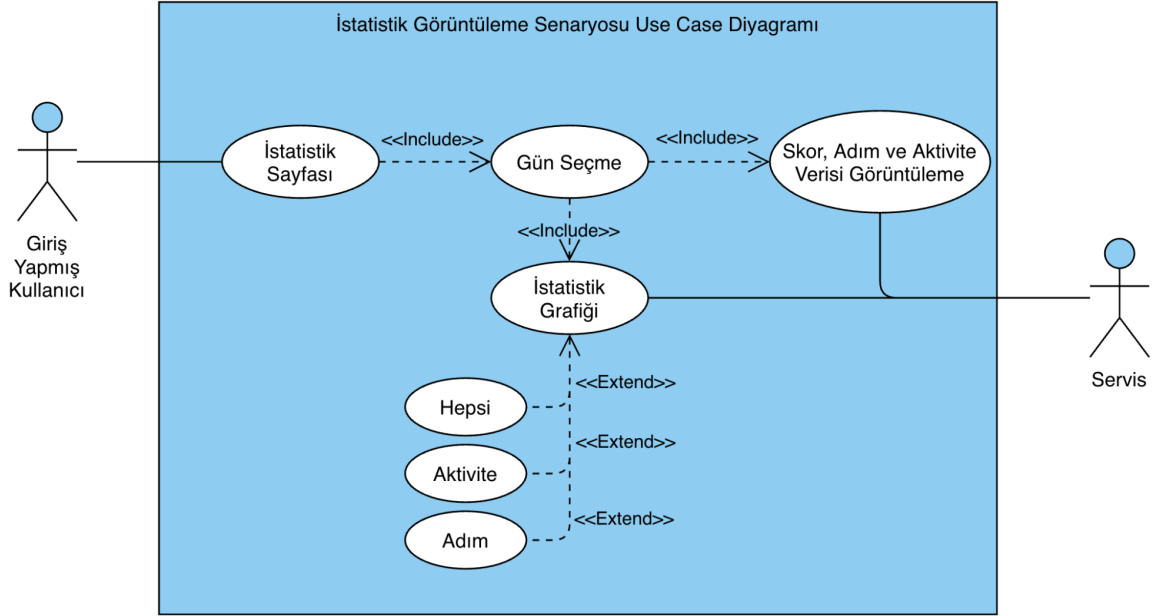 İstatistik Görüntüleme Senaryosu Use Case Diyagramı
İstatistik
Sayfası
<<Include>>
Gün Seçme
<<Include>>
Skor, Adım ve Aktivite
Verisi Görüntüleme
Giriş
Yapmış
Kullanıcı
<<Include>>
İstatistik
Grafiği
Servis
<<Extend>>
Hepsi
<<Extend>>
Aktivite
<<Extend>>
Adım